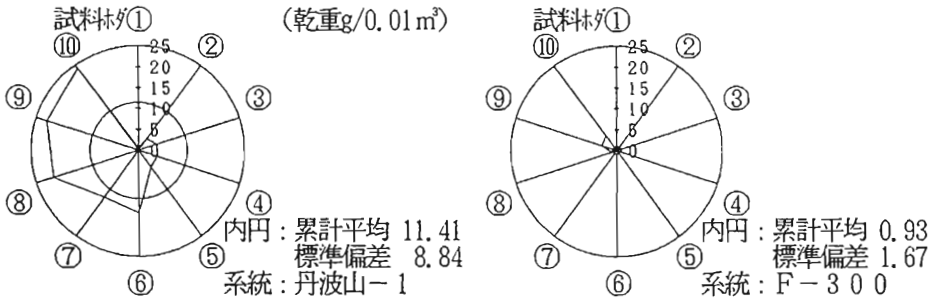 試料ホダ① (乾重g/0.01㎥)
⑩ ②
⑨ ③
⑧ ④
⑦ ⑤
⑥
25
20
15
10
5
0
内円：累計平均 11.41
標準偏差 8.84
系統：丹波山－1
試料ホダ①
⑩ ②
⑨ ③
⑧ ④
⑦ ⑤
⑥
25
20
15
10
5
0
内円：累計平均 0.93
標準偏差 1.67
系統：Ｆ－３００